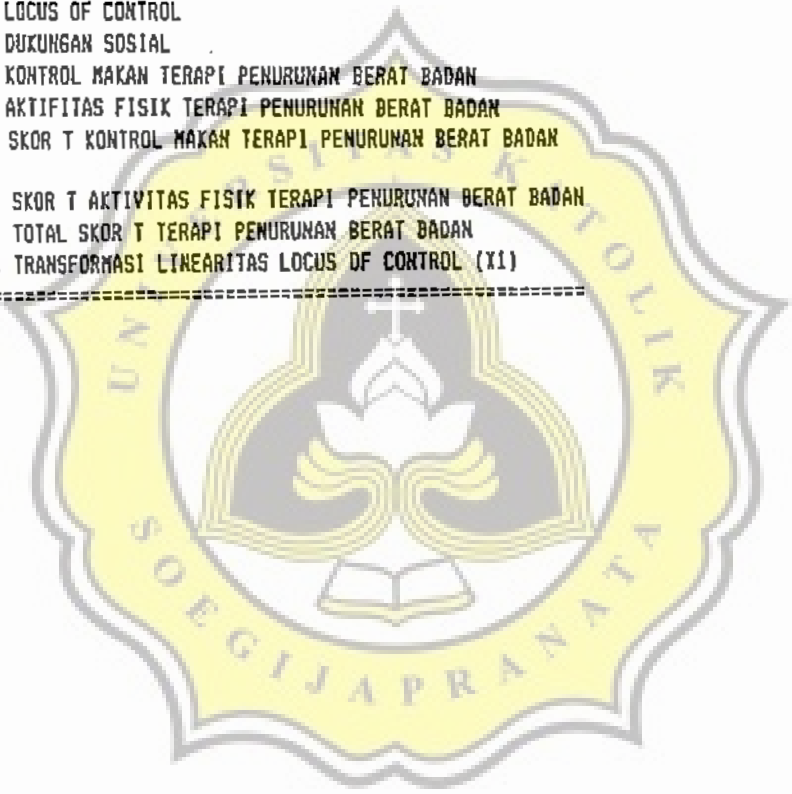 LOCUS OF CONTROL
DUKUNGAN SOSIAL
KONTROL MAKAN TERAPI PENURUNAN BERAT BADAN
AKTIFITAS FISIK TERAPI PENURUNAN BERAT BADAN
SKOR T KONTROL MAKAN TERAPI PENURUNAN BERAT BADAN
SKOR T AKTIVITAS FISIK TERAPI PENURUNAN BERAT BADAN
TOTAL SKOR T TERAPI PENURUNAN BERAT BADAN
TRANSFORMASI LINEARITAS LOCUS OF CONTROL (X1)
UNIVERSITAS KATOLIK
SOEGIJAPRANATA